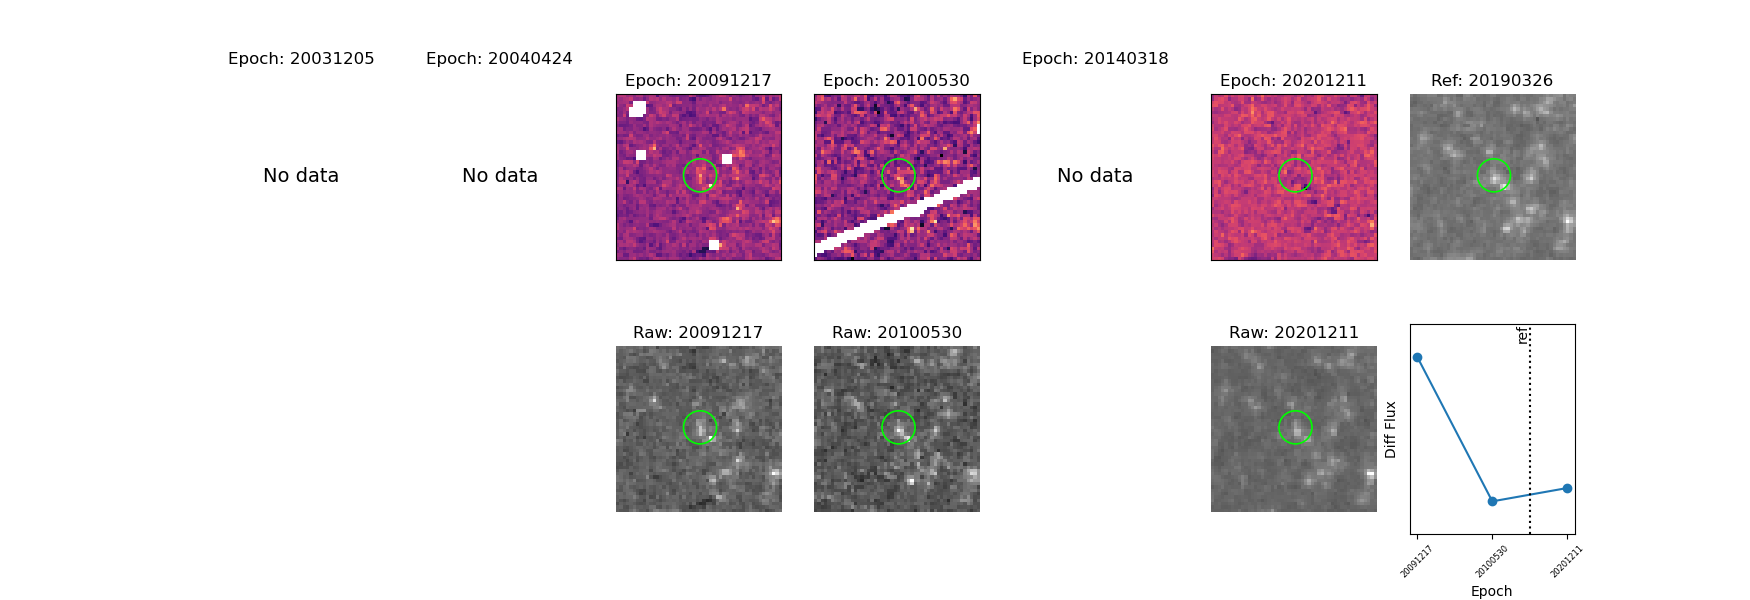 Epoch: 20031205
Epoch: 20040424
Epoch: 20140318
Epoch: 20091217
Epoch: 20100530
Epoch: 20201211
Ref: 20190326
No data
No data
No data
Raw: 20091217
Raw: 20100530
Raw: 20201211
ref
Diff Flux
20091217
20100530
20201211
Epoch